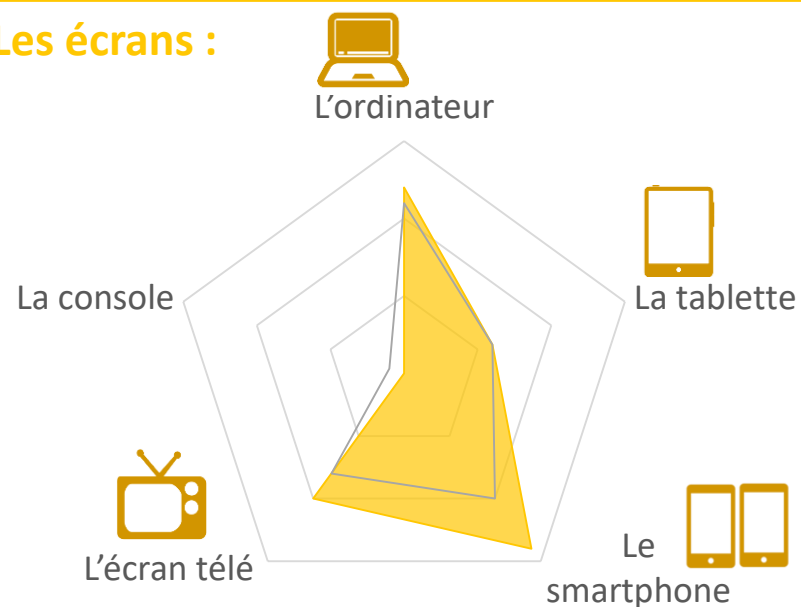 Les écrans :
L'ordinateur
La tablette
La console
L'écran télé
Le
smartphone